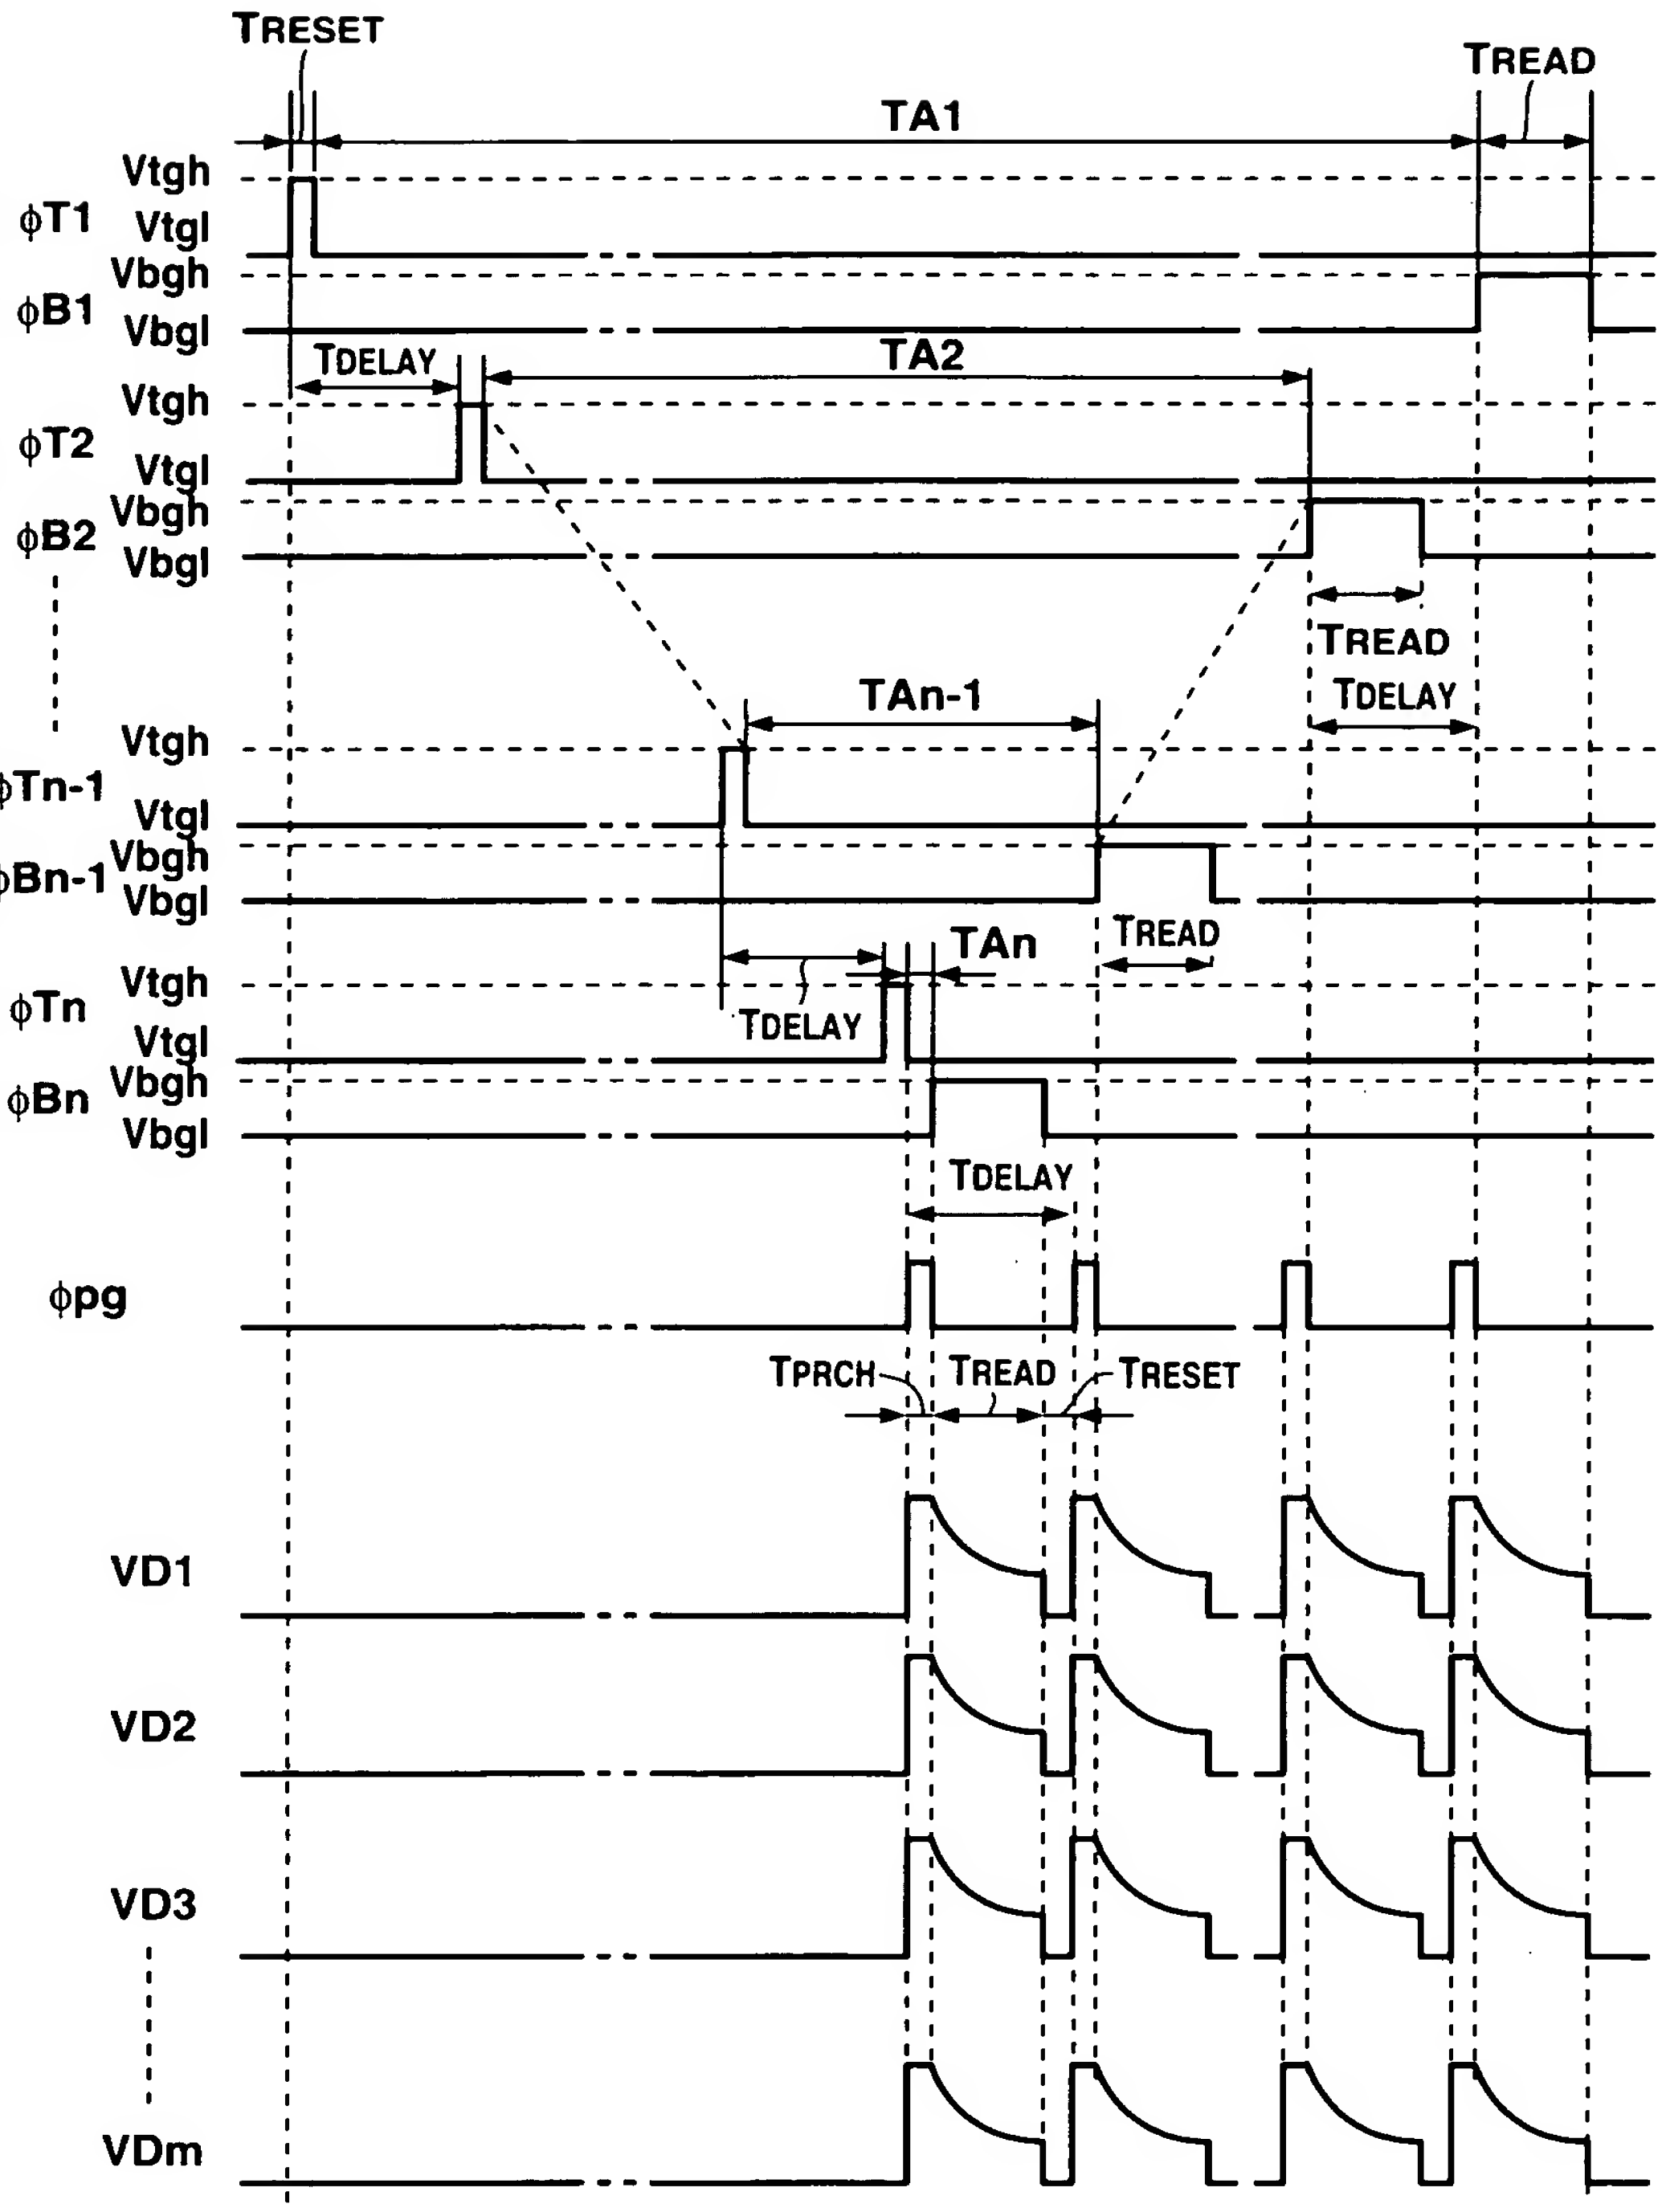 TRESET
TREAD
TA1
Vtgh
ϕT1
Vtgl
Vbgh
ϕB1
Vbgl
TDELAY
TA2
Vtgh
ϕT2
Vtgl
Vbgh
ϕB2
Vbgl
TREAD
TAn-1
TDELAY
Vtgh
ϕTn-1
Vtgl
Vbgh
ϕBn-1
Vbgl
TREAD
TAn
Vtgh
ϕTn
TDELAY
Vtgl
Vbgh
ϕBn
Vbgl
TDELAY
ϕpg
TPRCH TREAD TRESET
VD1
VD2
VD3
VDm